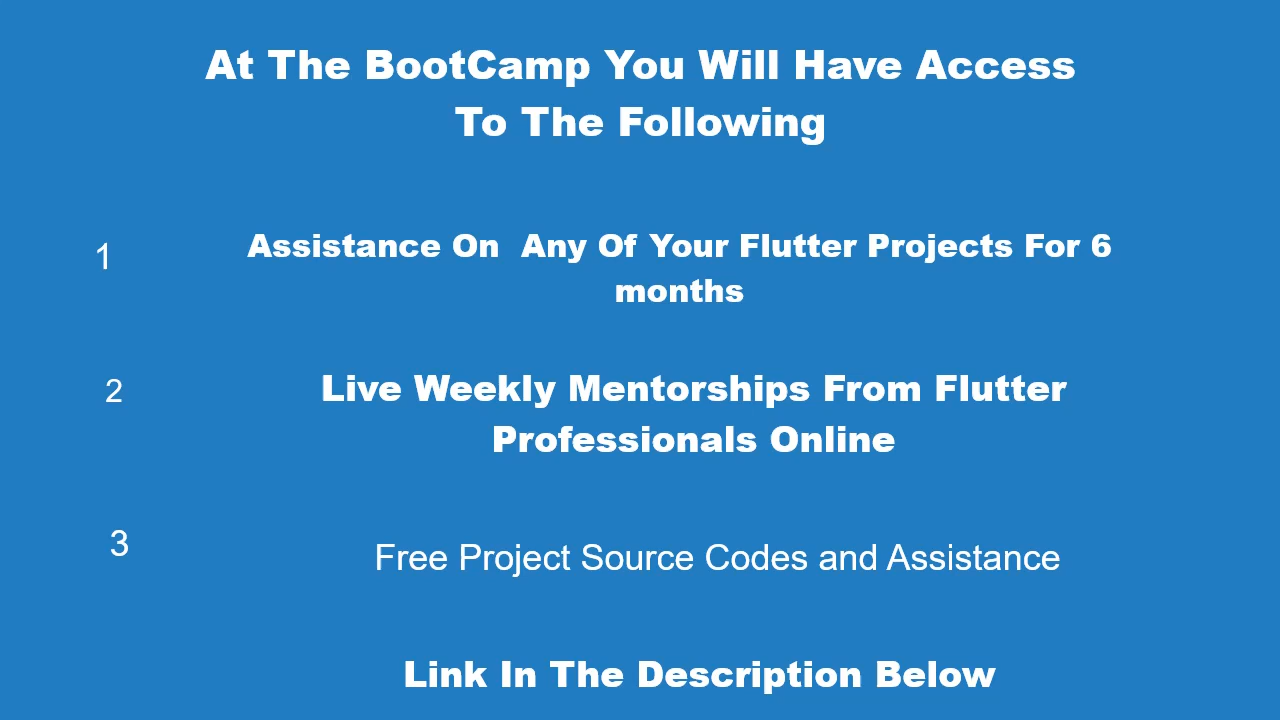 At The BootCamp You Will Have Access
To The Following
1
Assistance On  Any Of Your Flutter Projects For 6
months
2
Live Weekly Mentorships From Flutter
Professionals Online
3
Free Project Source Codes and Assistance
Link In The Description Below